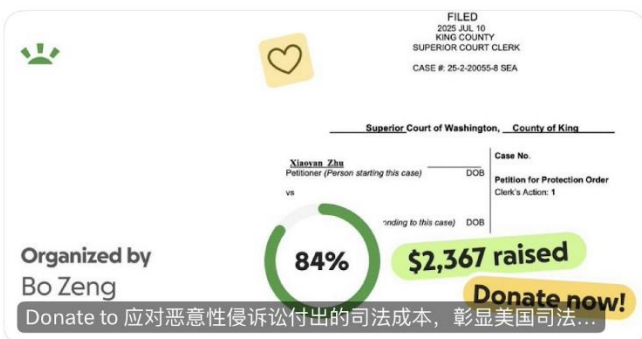 FILED
2025 JUL 10
KING COUNTY
SUPERIOR COURT CLERK
CASE #: 25-2-20055-8 SEA
Superior Court of Washington, County of King
Xiaoyan Zhu
Petitioner (Person starting this case) DOB
vs
nding to this case) DOB
Case No.
Petition for Protection Order
Clerk's Action: 1
84%
$2,367 raised
Donate now!
Organized by
Bo Zeng
Donate to 应对恶意性侵诉讼付出的司法成本，彰显美国司法...